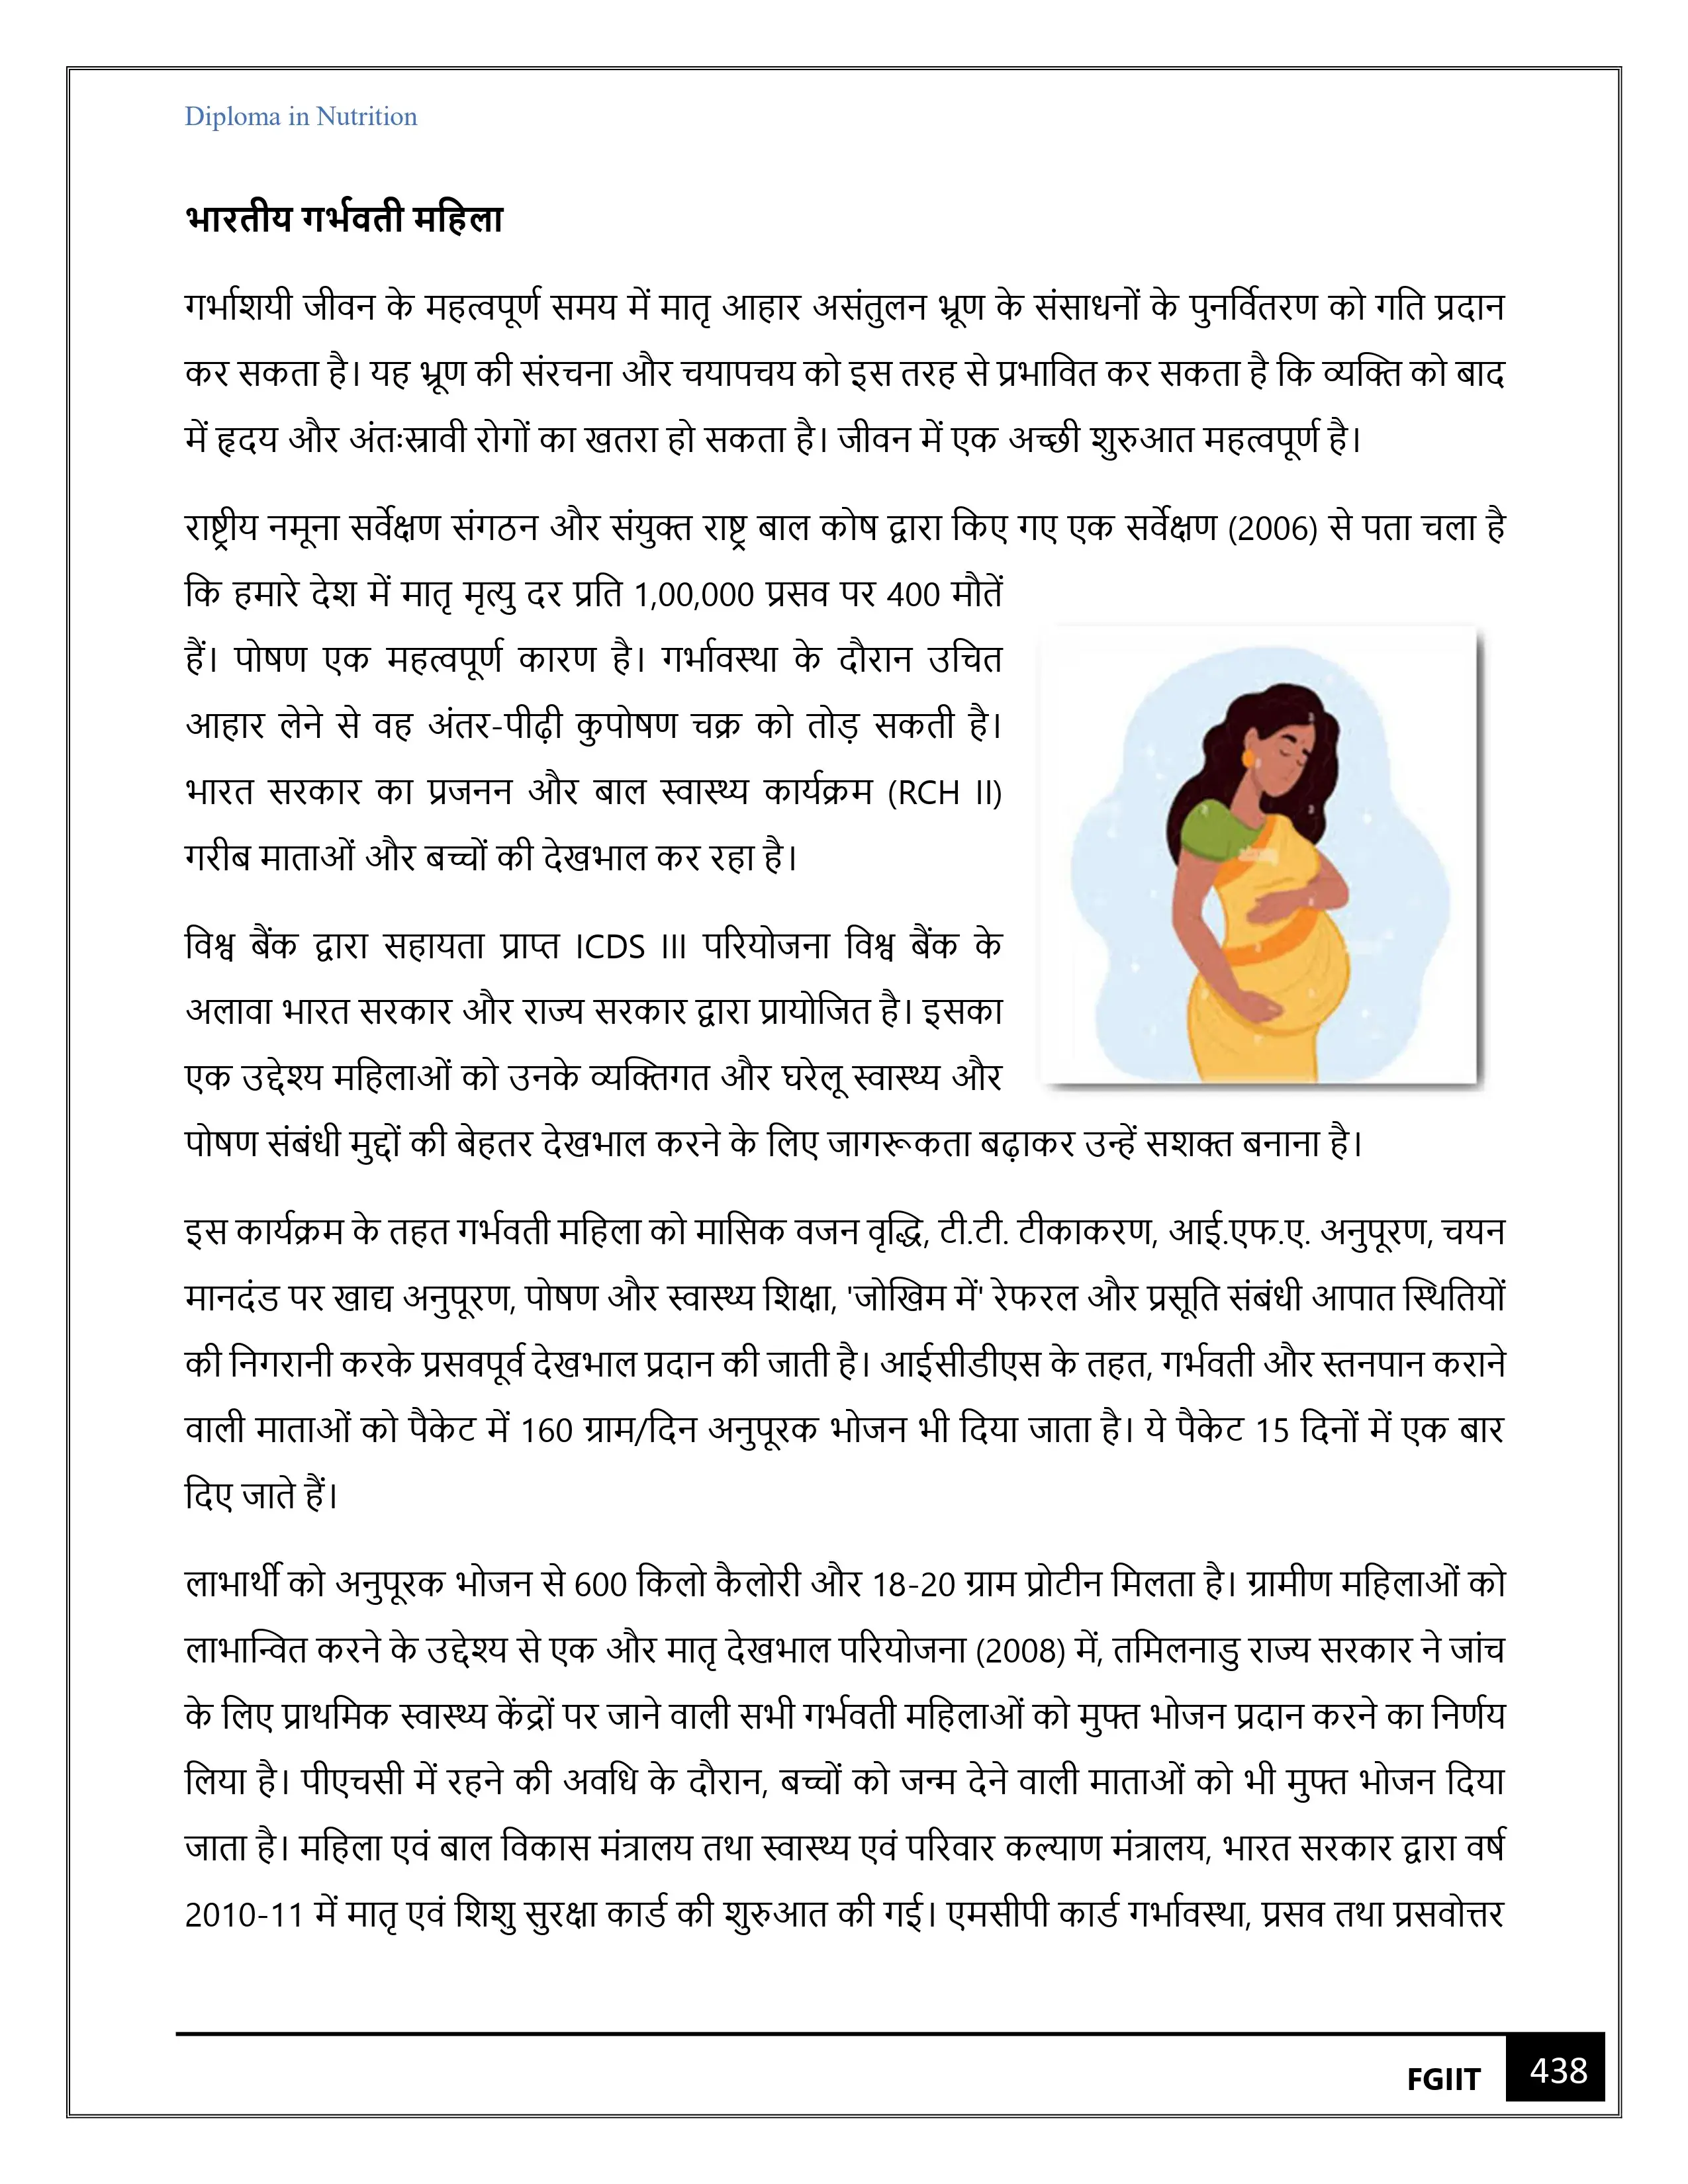 Diploma in Nutrition
भारतीय गर्भवती महिला
गर्भाशयी जीवन के महत्वपूर्ण समय में मातृ आहार असंतुलन भ्रूण के संसाधनों के पुनर्वितरण को गति प्रदान
कर सकता है। यह भ्रूण की संरचना और चयापचय को इस तरह से प्रभावित कर सकता है कि व्यक्ति को बाद
में हृदय और अंतःस्रावी रोगों का खतरा हो सकता है। जीवन में एक अच्छी शुरुआत महत्वपूर्ण है।
राष्ट्रीय नमूना सर्वेक्षण संगठन और संयुक्त राष्ट्र बाल कोष द्वारा किए गए एक सर्वेक्षण (2006) से पता चला है
कि हमारे देश में मातृ मृत्यु दर प्रति 1,00,000 प्रसव पर 400 मौतें
हैं। पोषण एक महत्वपूर्ण कारण है। गर्भावस्था के दौरान उचित
आहार लेने से वह अंतर-पीढ़ी कुपोषण चक्र को तोड़ सकती है।
भारत सरकार का प्रजनन और बाल स्वास्थ्य कार्यक्रम (RCH II)
गरीब माताओं और बच्चों की देखभाल कर रहा है।
विश्व बैंक द्वारा सहायता प्राप्त ICDS III परियोजना विश्व बैंक के
अलावा भारत सरकार और राज्य सरकार द्वारा प्रायोजित है। इसका
एक उद्देश्य महिलाओं को उनके व्यक्तिगत और घरेलू स्वास्थ्य और
पोषण संबंधी मुद्दों की बेहतर देखभाल करने के लिए जागरूकता बढ़ाकर उन्हें सशक्त बनाना है।
इस कार्यक्रम के तहत गर्भवती महिला को मासिक वजन वृद्धि, टी.टी. टीकाकरण, आई.एफ.ए. अनुपूरण, चयन
मानदंड पर खाद्य अनुपूरण, पोषण और स्वास्थ्य शिक्षा, 'जोखिम में' रेफरल और प्रसूति संबंधी आपात स्थितियों
की निगरानी करके प्रसवपूर्व देखभाल प्रदान की जाती है। आईसीडीएस के तहत, गर्भवती और स्तनपान कराने
वाली माताओं को पैकेट में 160 ग्राम/दिन अनुपूरक भोजन भी दिया जाता है। ये पैकेट 15 दिनों में एक बार
दिए जाते हैं।
लाभार्थी को अनुपूरक भोजन से 600 किलो कैलोरी और 18-20 ग्राम प्रोटीन मिलता है। ग्रामीण महिलाओं को
लाभान्वित करने के उद्देश्य से एक और मातृ देखभाल परियोजना (2008) में, तमिलनाडु राज्य सरकार ने जांच
के लिए प्राथमिक स्वास्थ्य केंद्रों पर जाने वाली सभी गर्भवती महिलाओं को मुफ्त भोजन प्रदान करने का निर्णय
लिया है। पीएचसी में रहने की अवधि के दौरान, बच्चों को जन्म देने वाली माताओं को भी मुफ्त भोजन दिया
जाता है। महिला एवं बाल विकास मंत्रालय तथा स्वास्थ्य एवं परिवार कल्याण मंत्रालय, भारत सरकार द्वारा वर्ष
2010-11 में मातृ एवं शिशु सुरक्षा कार्ड की शुरुआत की गई। एमसीपी कार्ड गर्भावस्था, प्रसव तथा प्रसवोत्तर
FGIIT 438